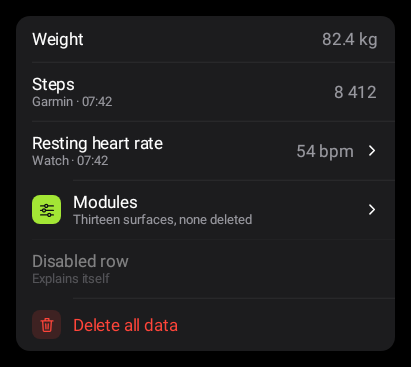 Weight 82.4 kg
Steps 8 412
Garmin · 07:42
Resting heart rate 54 bpm
Watch · 07:42
Modules
Thirteen surfaces, none deleted
Disabled row
Explains itself
Delete all data